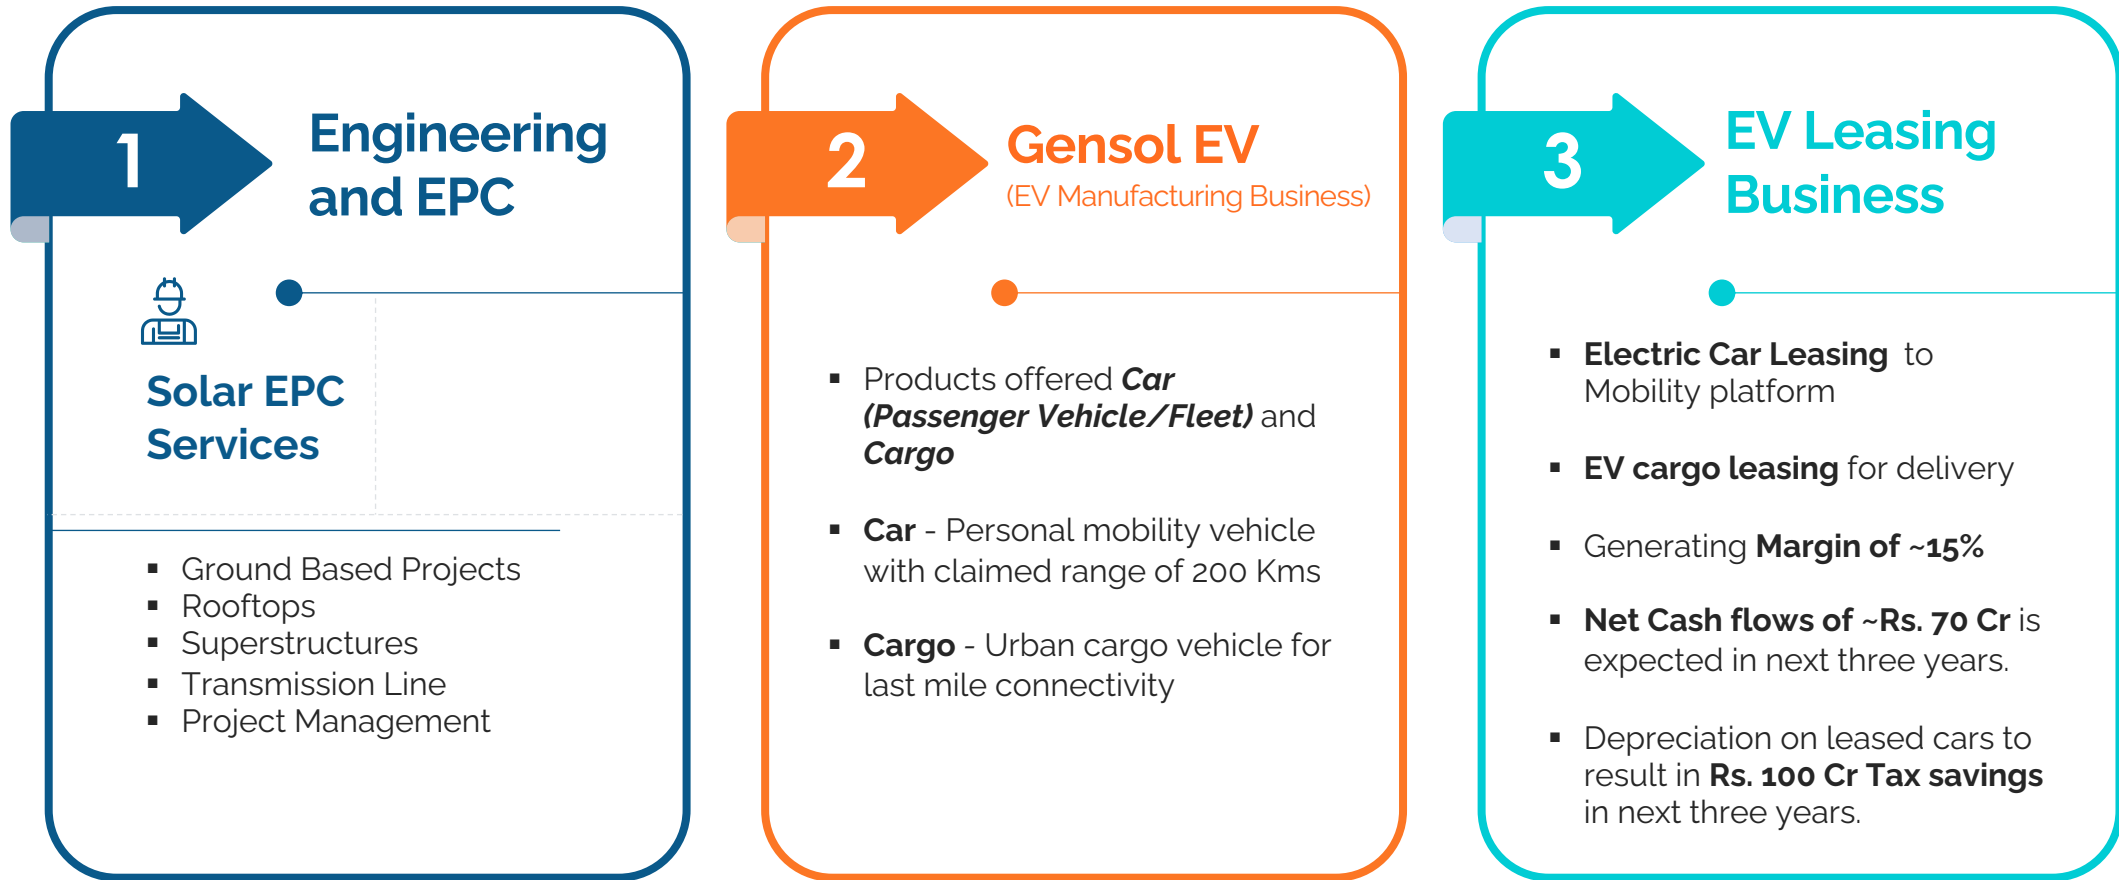 1
Engineering
and EPC
Solar EPC
Services
▪ Ground Based Projects
▪ Rooftops
▪ Superstructures
▪ Transmission Line
▪ Project Management
2
Gensol EV
(EV Manufacturing Business)
▪ Products offered Car
(Passenger Vehicle/Fleet) and
Cargo
▪ Car - Personal mobility vehicle
with claimed range of 200 Kms
▪ Cargo - Urban cargo vehicle for
last mile connectivity
3
EV Leasing
Business
▪ Electric Car Leasing to
Mobility platform
▪ EV cargo leasing for delivery
▪ Generating Margin of ~15%
▪ Net Cash flows of ~Rs. 70 Cr is
expected in next three years.
▪ Depreciation on leased cars to
result in Rs. 100 Cr Tax savings
in next three years.